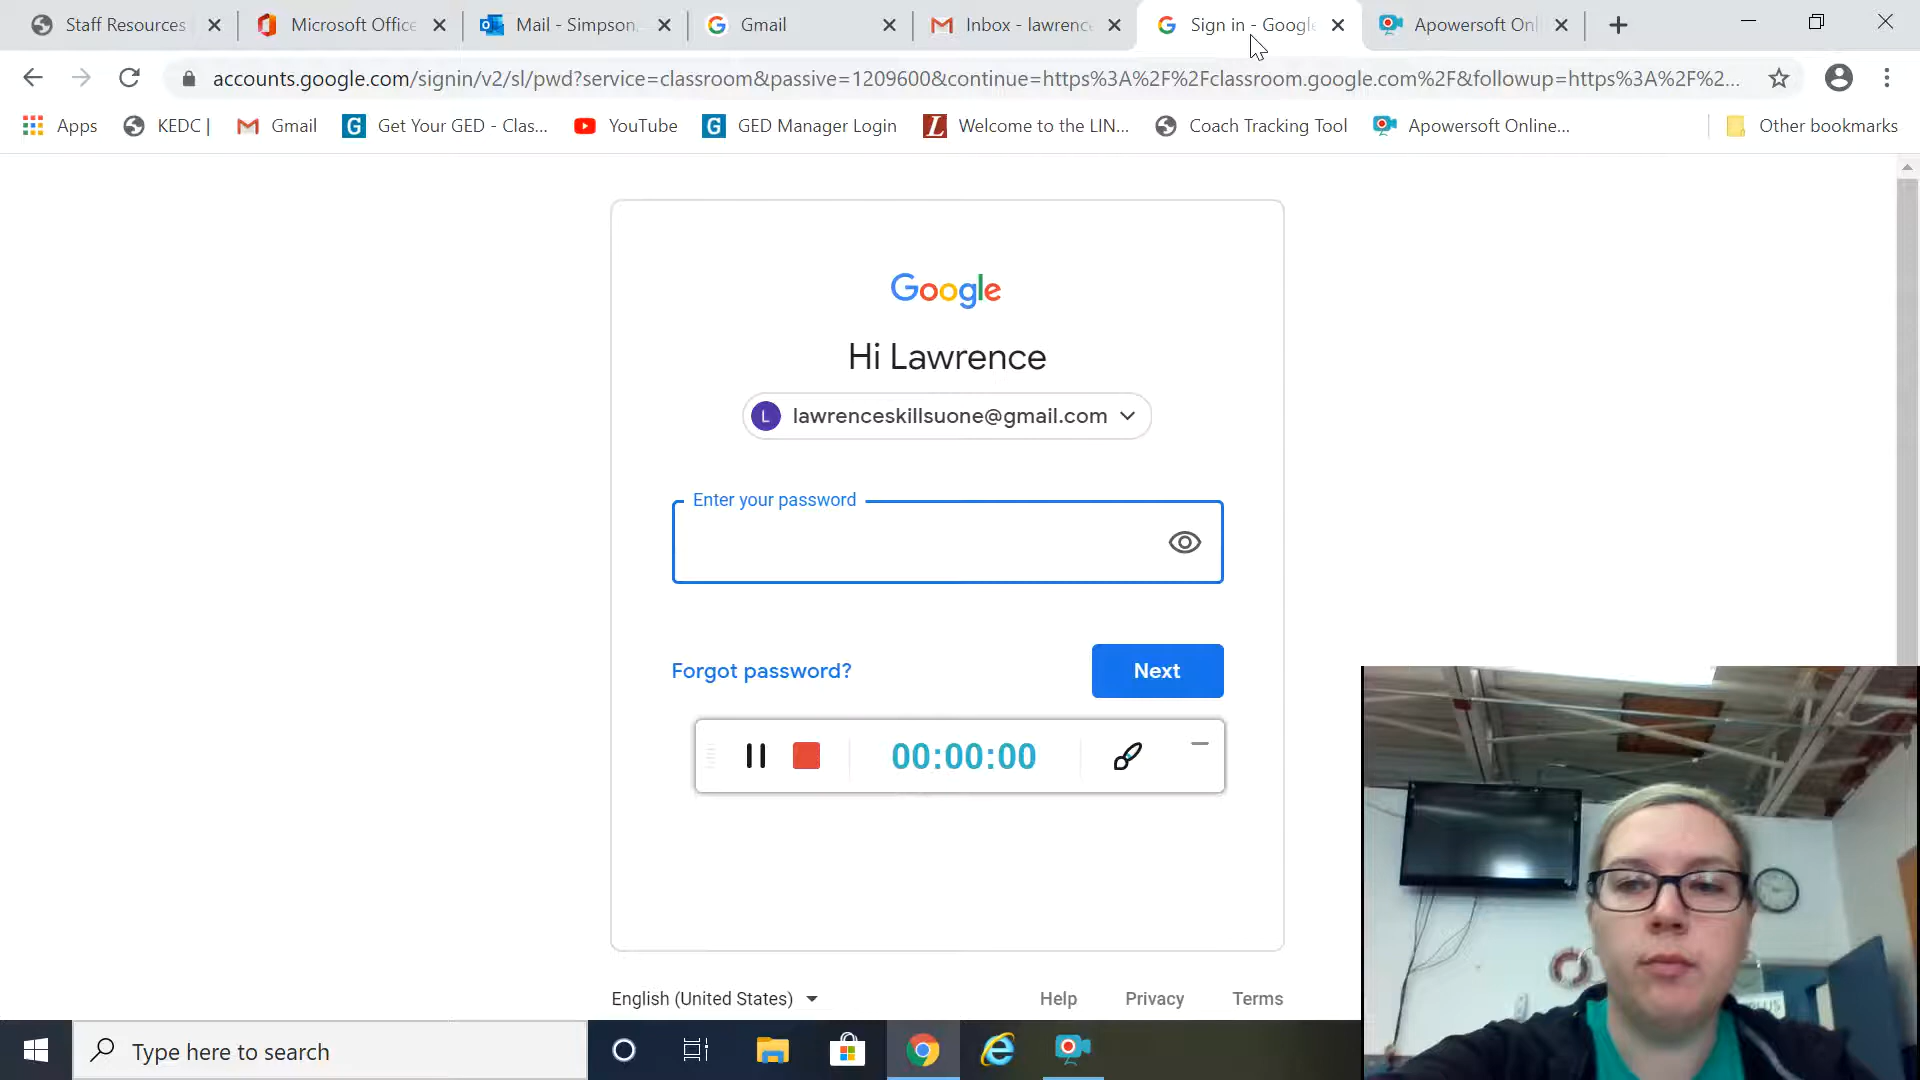 Staff Resources
Microsoft Office
Mail - Simpson,
Gmail
Inbox - lawrence
Sign in - Google
Apowersoft Onl
accounts.google.com/signin/v2/sl/pwd?service=classroom&passive=1209600&continue=https%3A%2F%2Fclassroom.google.com%2F&followup=https%3A%2F%2...
Apps
KEDC |
Gmail
Get Your GED - Clas...
YouTube
GED Manager Login
Welcome to the LIN...
Coach Tracking Tool
Apowersoft Online...
Other bookmarks
Google
Hi Lawrence
L
lawrenceskillsuone@gmail.com
Enter your password
Forgot password?
Next
00:00:00
English (United States)
Help
Privacy
Terms
Type here to search